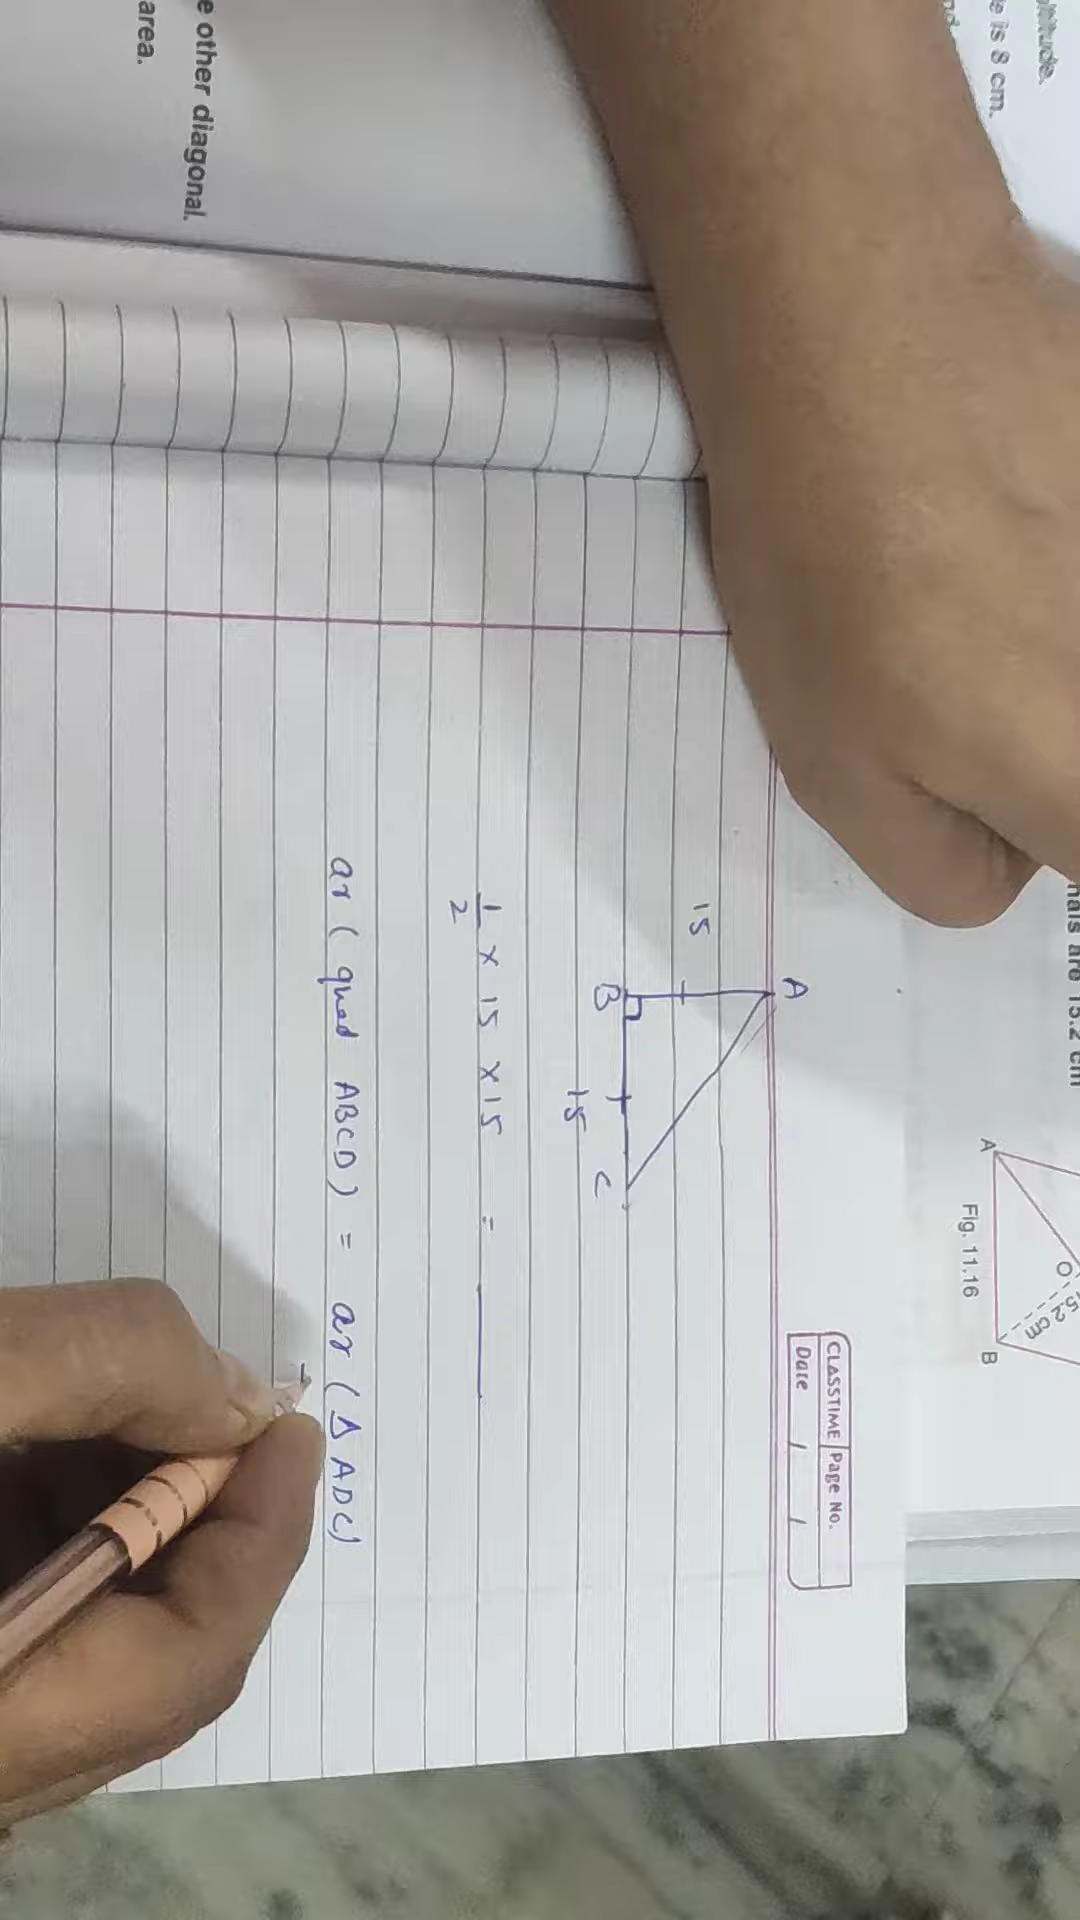 altitude.
is 8 cm.
e other diagonal.
area.
nals are 15.2 cm
A
O
15.2 cm
B
Fig. 11.16
CLASSTIME Page No.
Date / /
A
15
B
C
15
1/2 × 15 × 15 =
ar ( quad ABCD ) = ar ( Δ ADC )